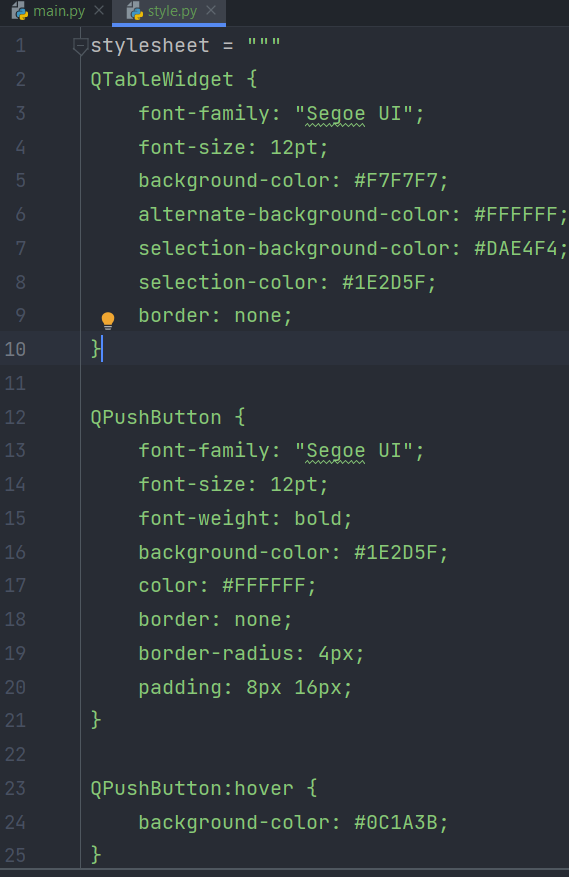 main.py
style.py
1 stylesheet = """
2 QTableWidget {
3     font-family: "Segoe UI";
4     font-size: 12pt;
5     background-color: #F7F7F7;
6     alternate-background-color: #FFFFFF;
7     selection-background-color: #DAE4F4;
8     selection-color: #1E2D5F;
9     border: none;
10 }
11
12 QPushButton {
13     font-family: "Segoe UI";
14     font-size: 12pt;
15     font-weight: bold;
16     background-color: #1E2D5F;
17     color: #FFFFFF;
18     border: none;
19     border-radius: 4px;
20     padding: 8px 16px;
21 }
22
23 QPushButton:hover {
24     background-color: #0C1A3B;
25 }